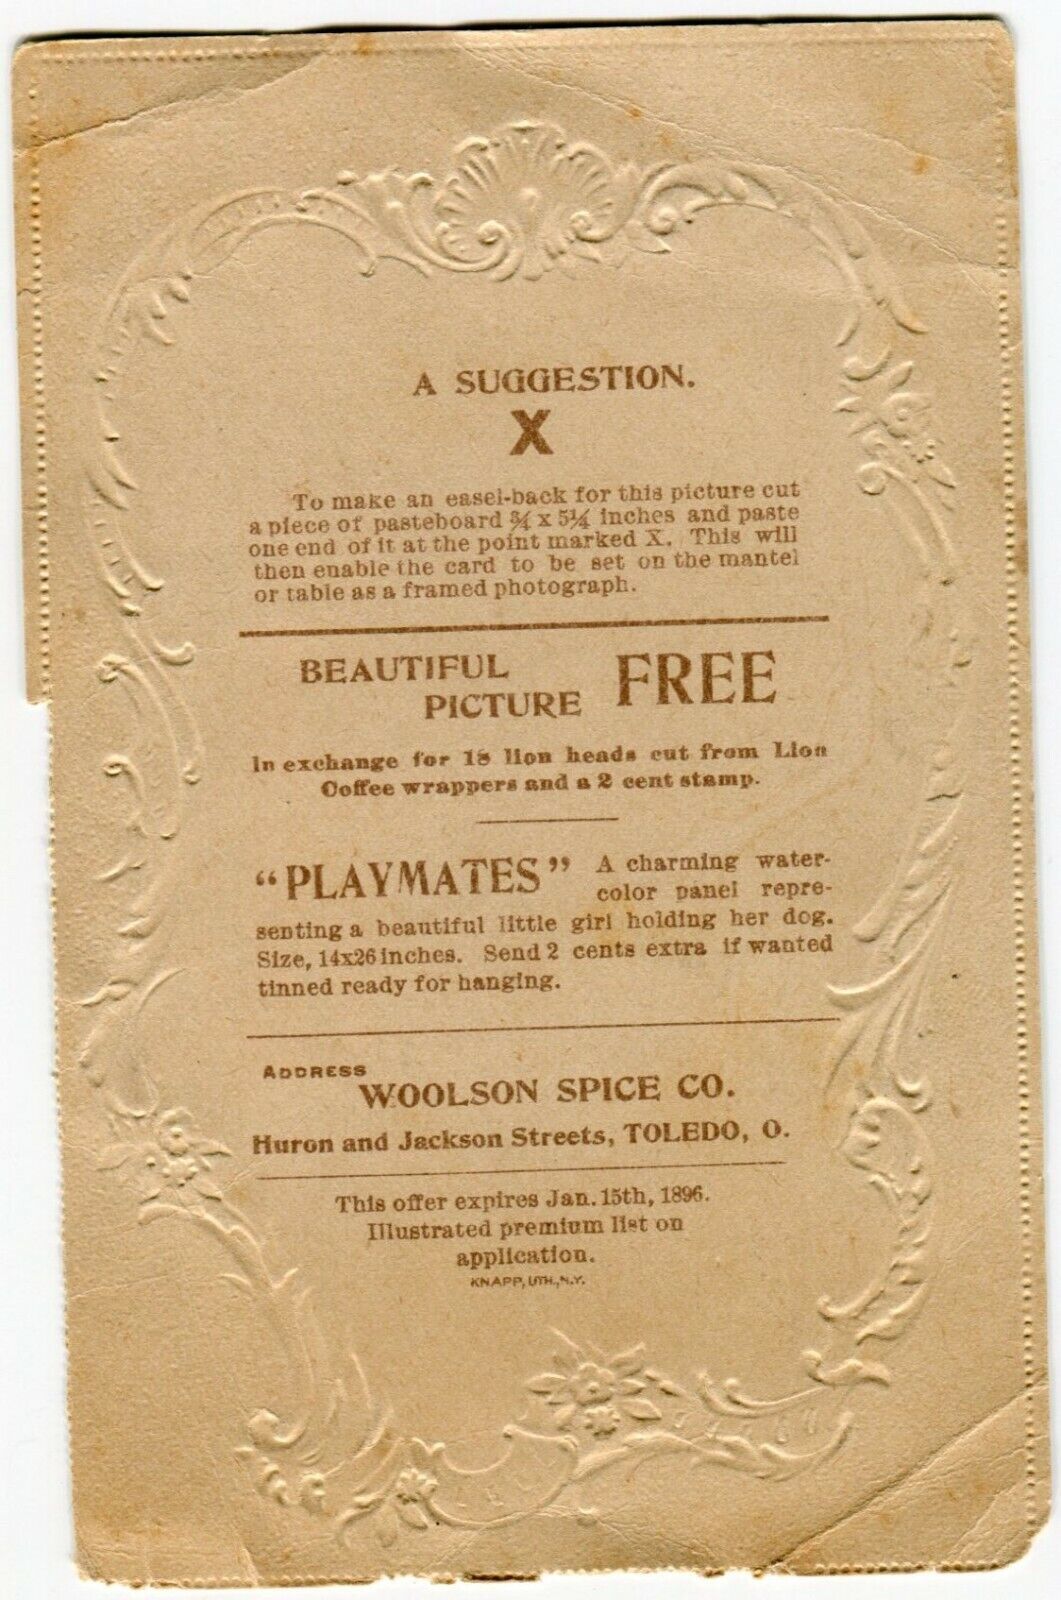 A SUGGESTION.
X
To make an easel-back for this picture cut
a piece of pasteboard ¾ x 5¼ inches and paste
one end of it at the point marked X. This will
then enable the card to be set on the mantel
or table as a framed photograph.
BEAUTIFUL
PICTURE FREE
In exchange for 18 lion heads cut from Lion
Coffee wrappers and a 2 cent stamp.
"PLAYMATES" A charming water-
color panel repre-
senting a beautiful little girl holding her dog.
Size, 14x26 inches. Send 2 cents extra if wanted
tinned ready for hanging.
ADDRESS
WOOLSON SPICE CO.
Huron and Jackson Streets, TOLEDO, O.
This offer expires Jan. 15th, 1896.
Illustrated premium list on
application.
KNAPP, LITH., N.Y.